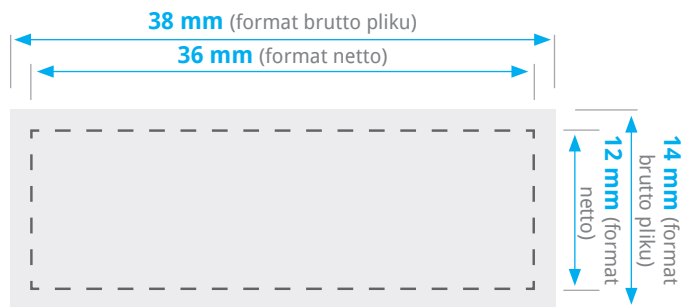 38 mm (format brutto pliku)
36 mm (format netto)
14 mm (format
brutto pliku)
12 mm (format
netto)